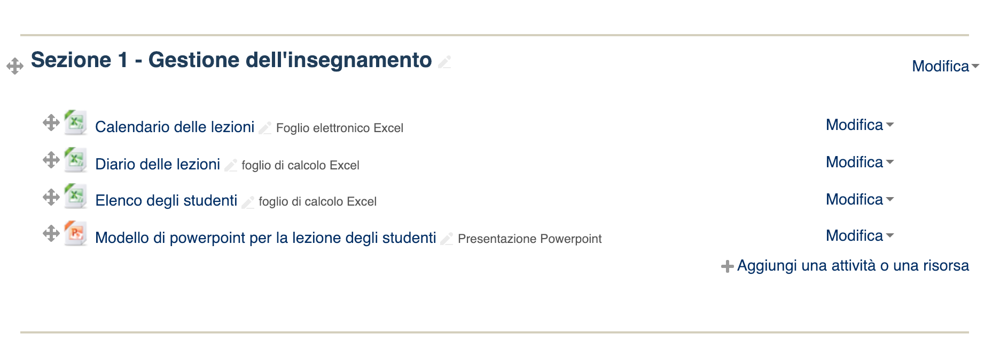 Sezione 1 - Gestione dell'insegnamento Modifica
Calendario delle lezioni Foglio elettronico Excel Modifica
Diario delle lezioni foglio di calcolo Excel Modifica
Elenco degli studenti foglio di calcolo Excel Modifica
Modello di powerpoint per la lezione degli studenti Presentazione Powerpoint Modifica
Aggiungi una attività o una risorsa